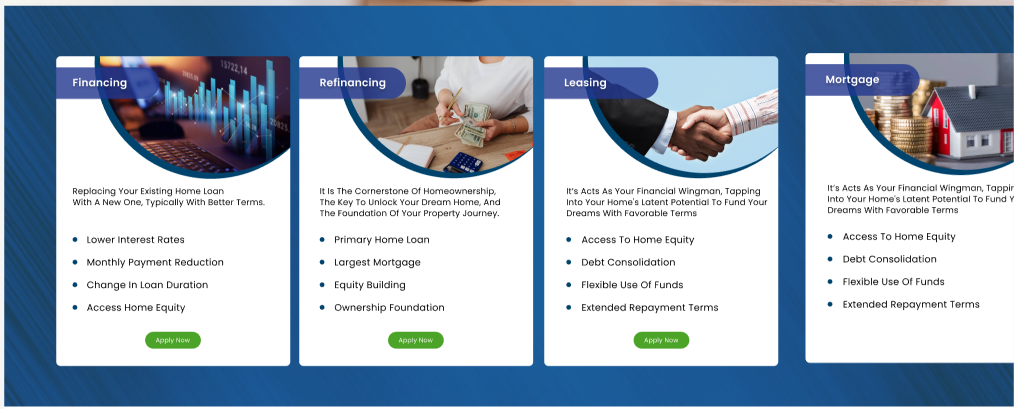 Financing
15722,14
Replacing Your Existing Home Loan
With A New One, Typically With Better Terms.
Lower Interest Rates
Monthly Payment Reduction
Change In Loan Duration
Access Home Equity
Apply Now
Refinancing
It Is The Cornerstone Of Homeownership,
The Key To Unlock Your Dream Home, And
The Foundation Of Your Property Journey.
Primary Home Loan
Largest Mortgage
Equity Building
Ownership Foundation
Apply Now
Leasing
It's Acts As Your Financial Wingman, Tapping
Into Your Home's Latent Potential To Fund Your
Dreams With Favorable Terms
Access To Home Equity
Debt Consolidation
Flexible Use Of Funds
Extended Repayment Terms
Apply Now
Mortgage
It's Acts As Your Financial Wingman,
Into Your Home's Latent Potential To Fund
Dreams With Favorable Terms
Access To Home Equity
Debt Consolidation
Flexible Use Of Funds
Extended Repayment Terms